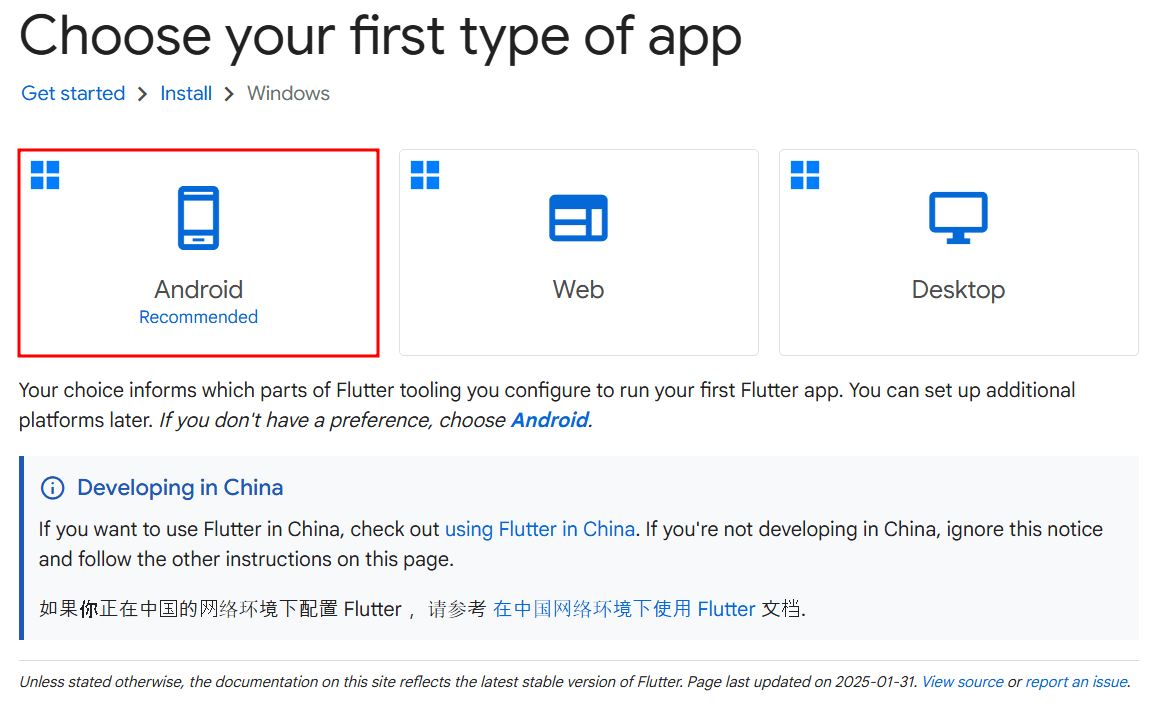 Choose your first type of app
Get started > Install > Windows
Android
Recommended
Web
Desktop
Your choice informs which parts of Flutter tooling you configure to run your first Flutter app. You can set up additional
platforms later. If you don't have a preference, choose Android.
Developing in China
If you want to use Flutter in China, check out using Flutter in China. If you're not developing in China, ignore this notice
and follow the other instructions on this page.
如果你正在中国的网络环境下配置 Flutter，请参考 在中国网络环境下使用 Flutter 文档.
Unless stated otherwise, the documentation on this site reflects the latest stable version of Flutter. Page last updated on 2025-01-31. View source or report an issue.